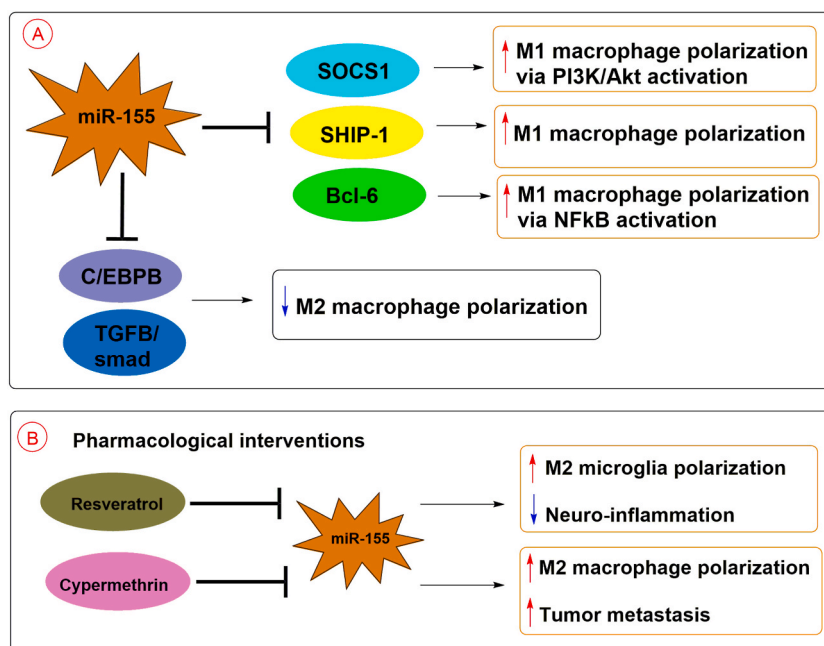 A
miR-155
SOCS1
M1 macrophage polarization
via PI3K/Akt activation
SHIP-1
M1 macrophage polarization
Bcl-6
M1 macrophage polarization
via NFkB activation
C/EBPB
TGFB/
smad
M2 macrophage polarization
B
Pharmacological interventions
Resveratrol
Cypermethrin
miR-155
M2 microglia polarization
Neuro-inflammation
M2 macrophage polarization
Tumor metastasis